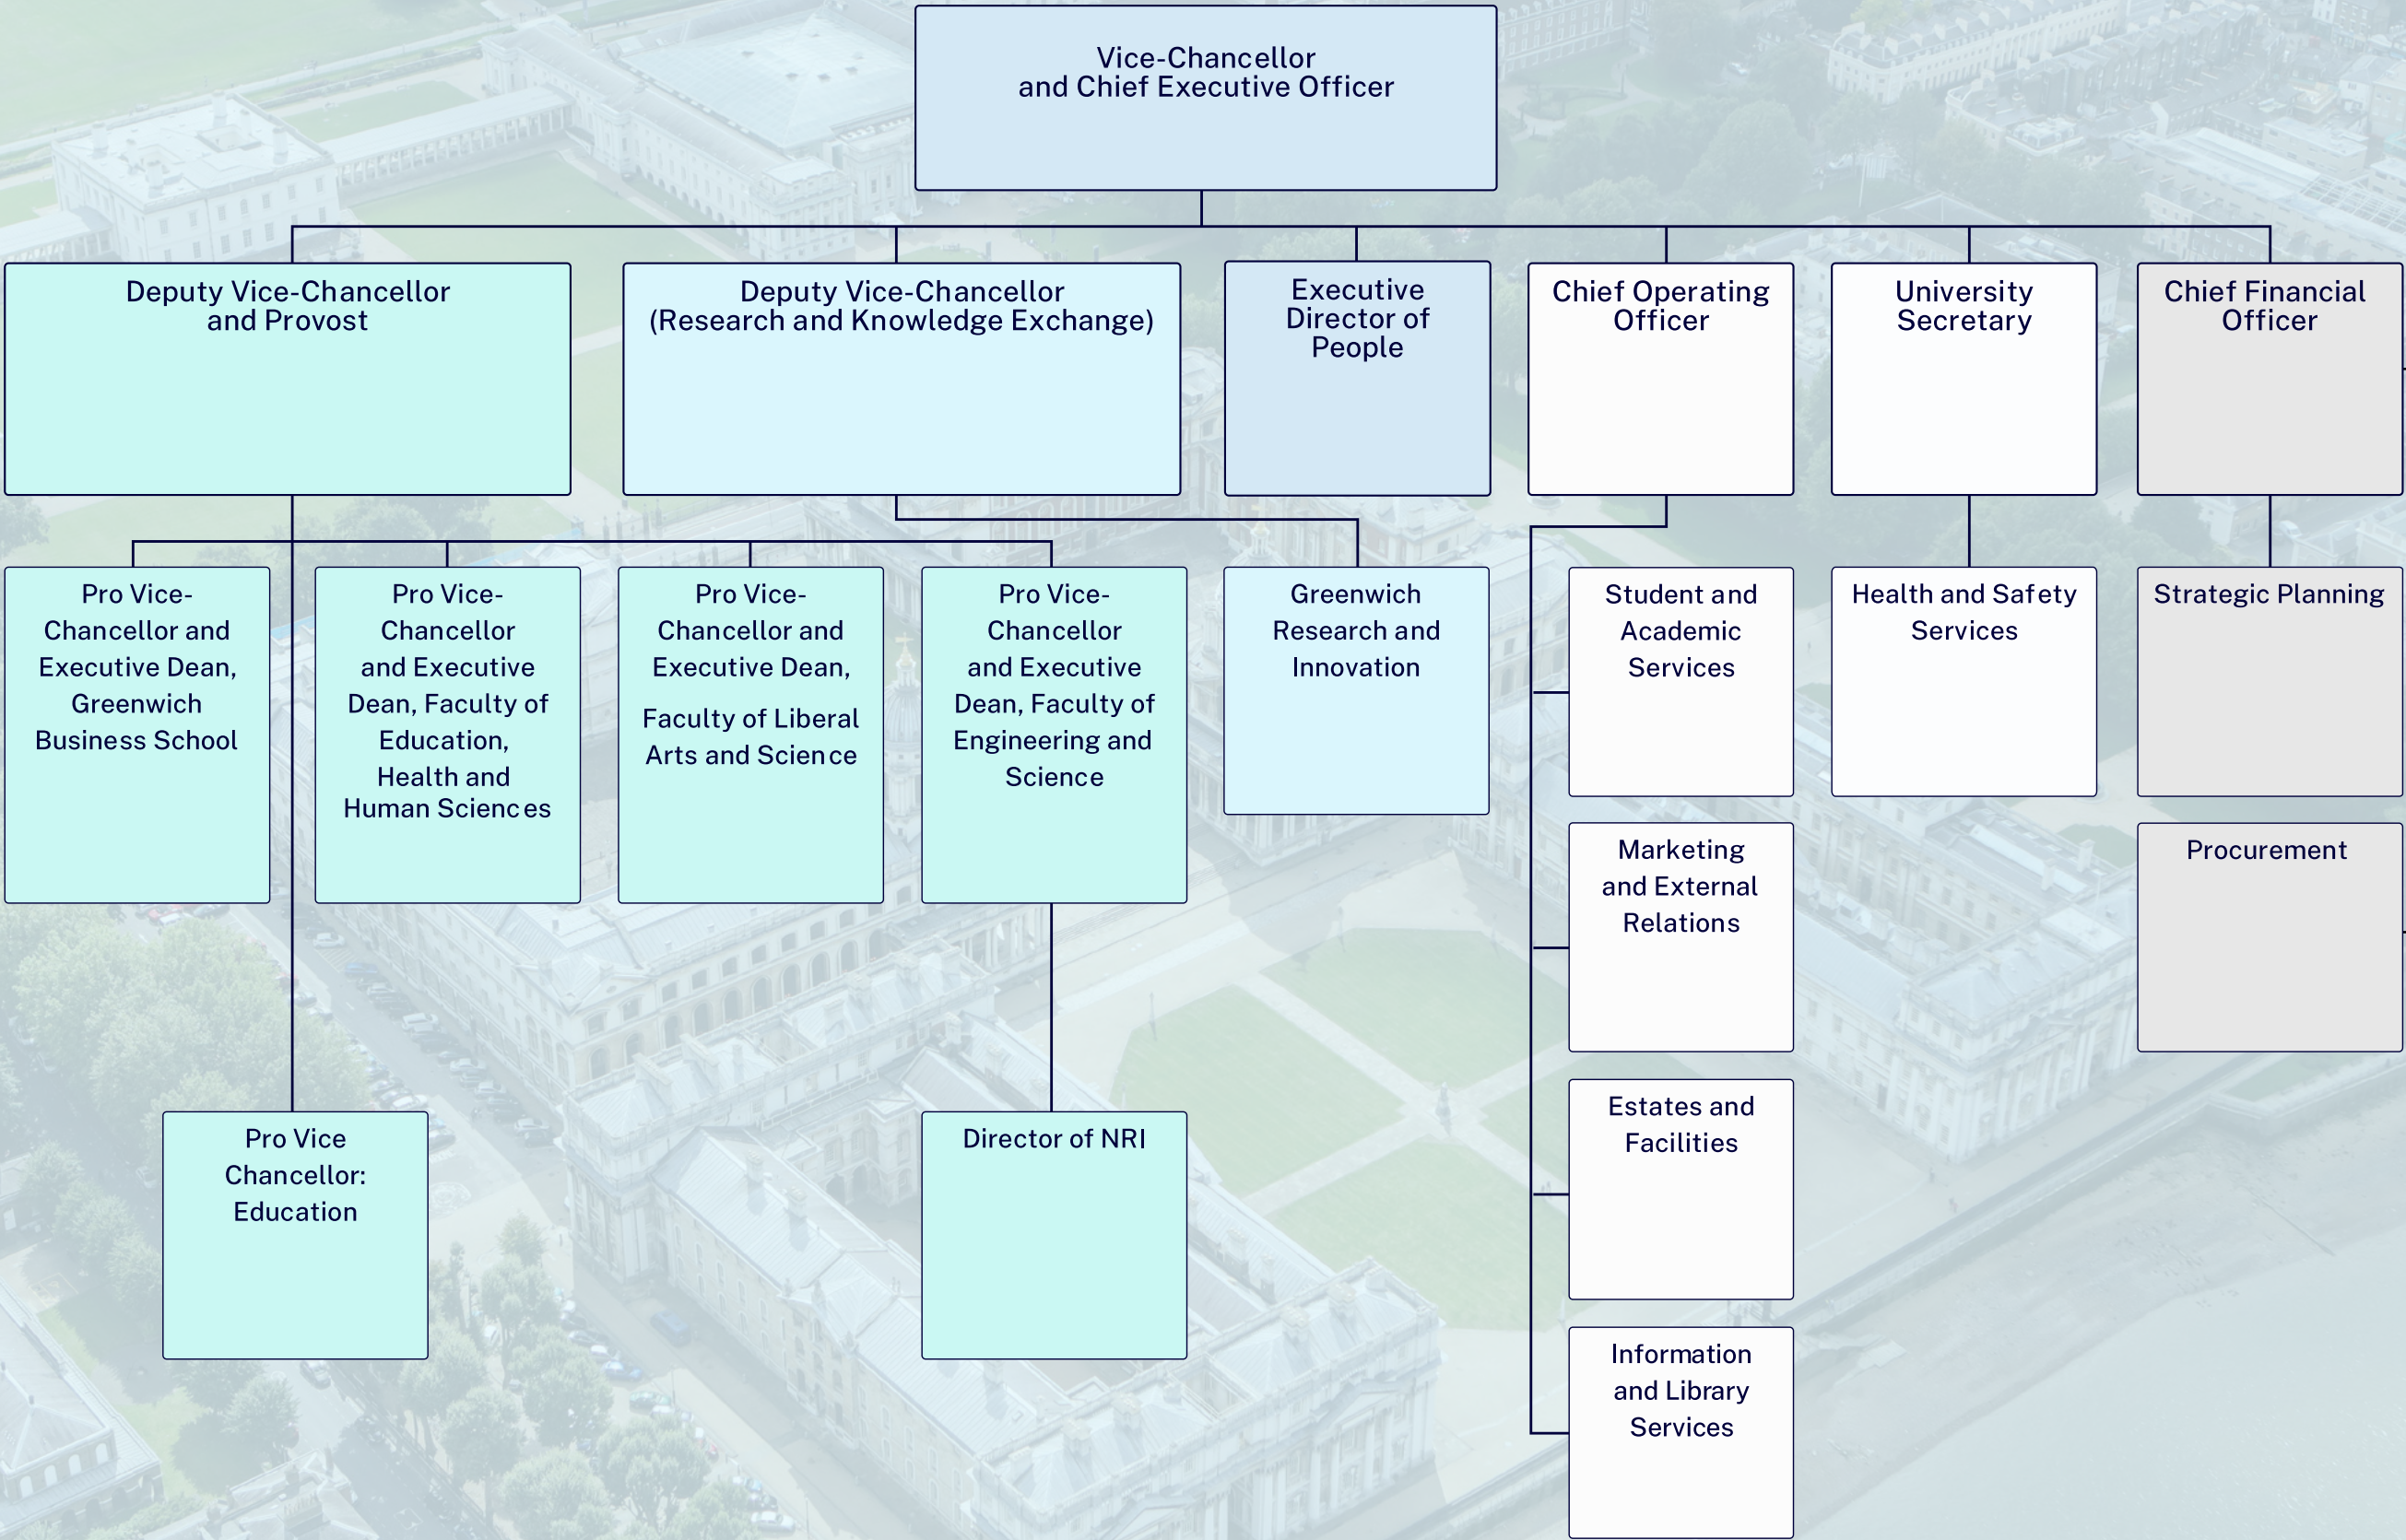 Vice-Chancellor
and Chief Executive Officer
Deputy Vice-Chancellor
and Provost
Deputy Vice-Chancellor
(Research and Knowledge Exchange)
Executive
Director of
People
Chief Operating
Officer
University
Secretary
Chief Financial
Officer
Pro Vice-
Chancellor and
Executive Dean,
Greenwich
Business School
Pro Vice-
Chancellor
and Executive
Dean, Faculty of
Education,
Health and
Human Sciences
Pro Vice-
Chancellor and
Executive Dean,
Faculty of Liberal
Arts and Science
Pro Vice-
Chancellor
and Executive
Dean, Faculty of
Engineering and
Science
Greenwich
Research and
Innovation
Student and
Academic
Services
Health and Safety
Services
Strategic Planning
Marketing
and External
Relations
Procurement
Estates and
Facilities
Pro Vice
Chancellor:
Education
Director of NRI
Information
and Library
Services